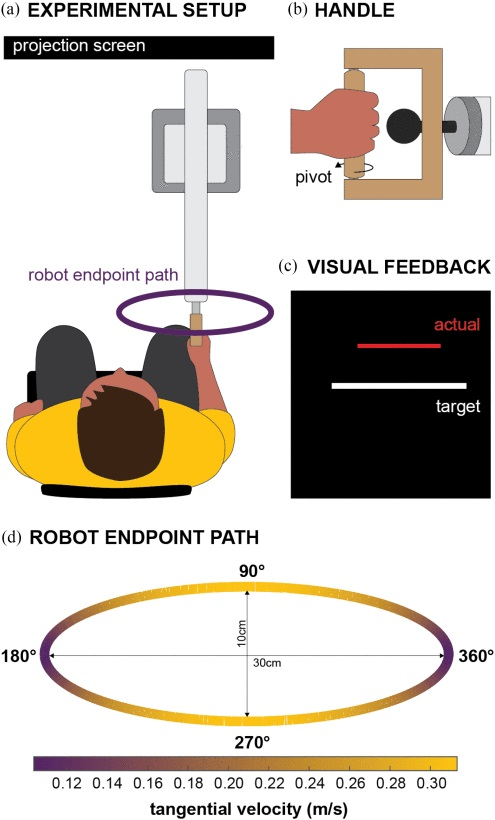 (a) EXPERIMENTAL SETUP
projection screen
robot endpoint path
(b) HANDLE
pivot
(c) VISUAL FEEDBACK
actual
target
(d) ROBOT ENDPOINT PATH
90°
10cm
180°
30cm
360°
270°
0.12 0.14 0.16 0.18 0.20 0.22 0.24 0.26 0.28 0.30
tangential velocity (m/s)